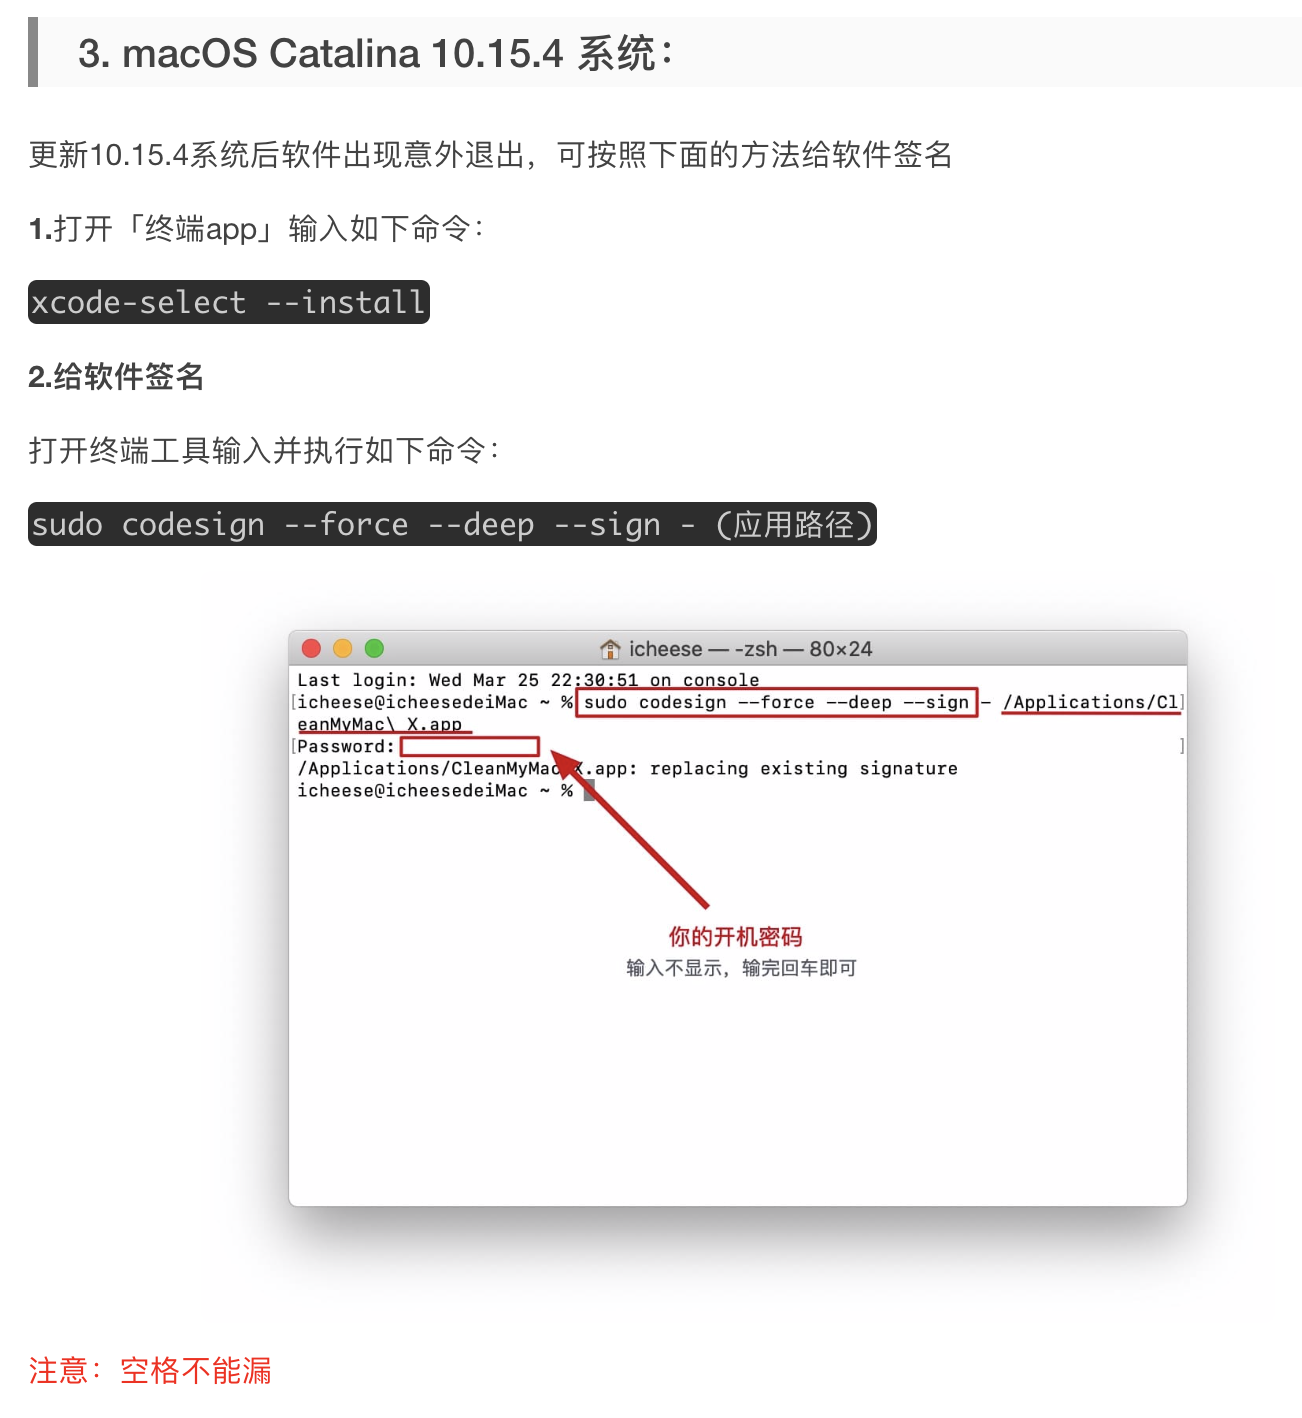 3. macOS Catalina 10.15.4 系统：
更新10.15.4系统后软件出现意外退出，可按照下面的方法给软件签名
1.打开「终端app」输入如下命令：
xcode-select --install
2.给软件签名
打开终端工具输入并执行如下命令：
sudo codesign --force --deep --sign - (应用路径)
icheese — -zsh — 80×24
Last login: Wed Mar 25 22:30:51 on console
[icheese@icheesedeiMac ~ % sudo codesign --force --deep --sign - /Applications/Cl]
eanMyMac\ X.app
[Password: ]
/Applications/CleanMyMac X.app: replacing existing signature
icheese@icheesedeiMac ~ %
你的开机密码
输入不显示，输完回车即可
注意：空格不能漏